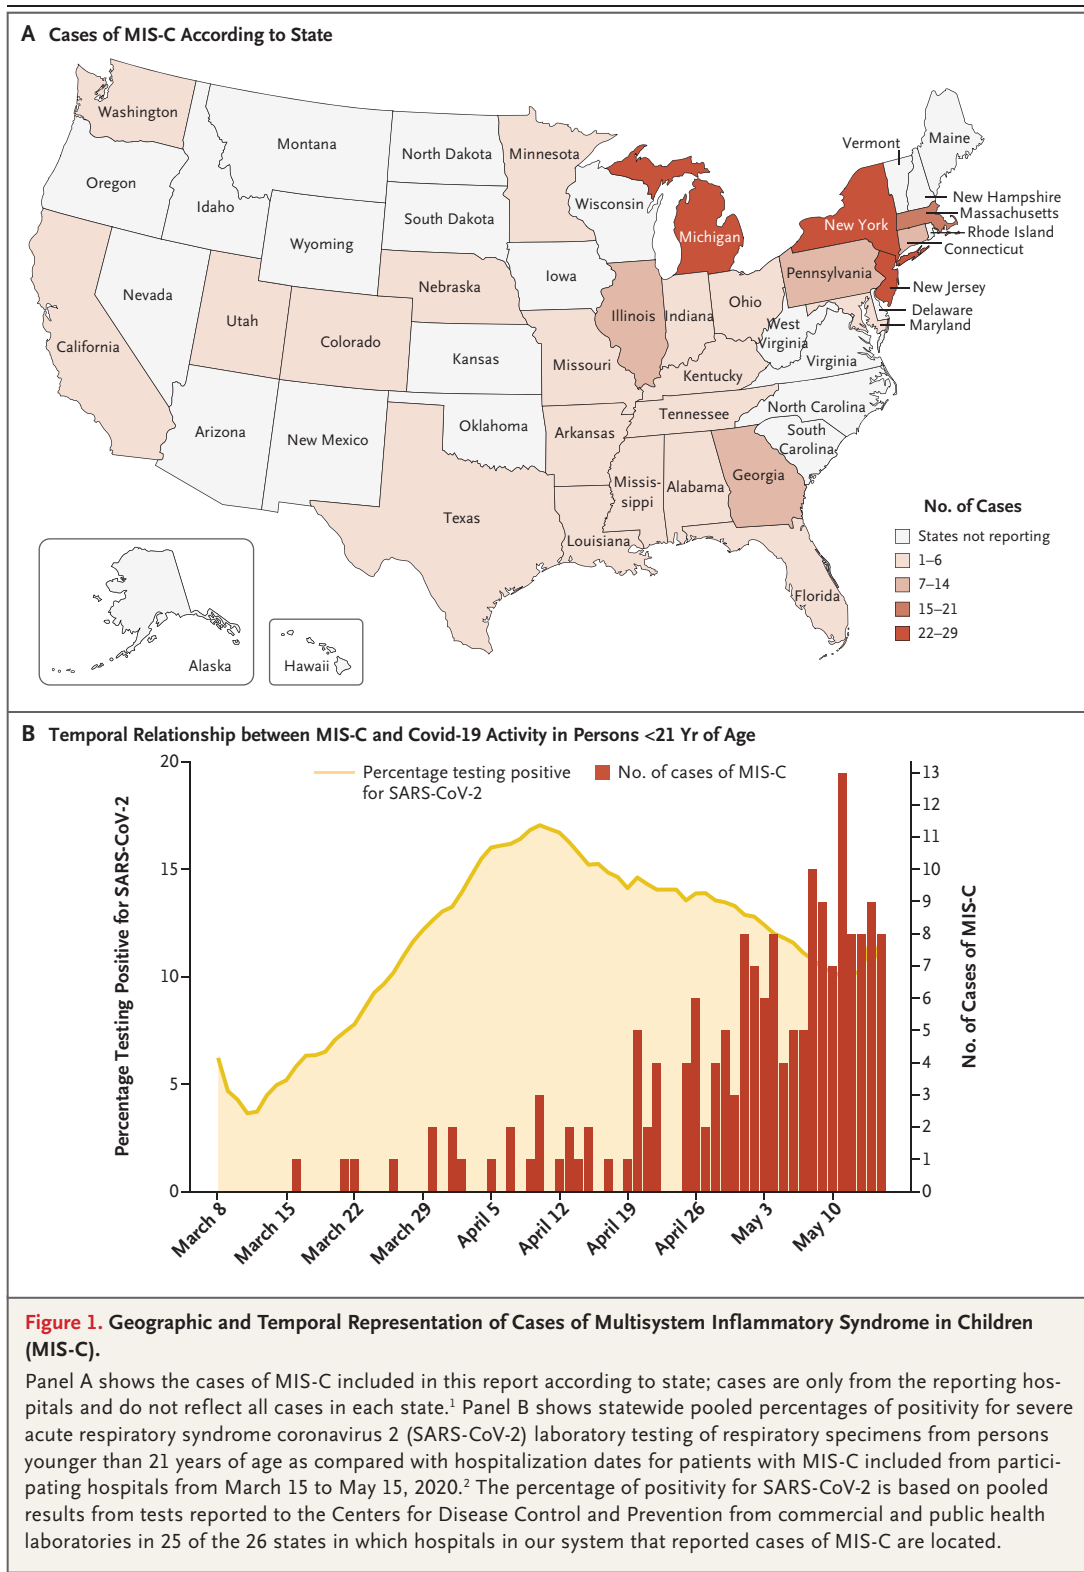 A Cases of MIS-C According to State
Washington
Montana
North Dakota
Minnesota
Vermont
Maine
Oregon
Idaho
South Dakota
Wisconsin
New Hampshire
Massachusetts
Rhode Island
Connecticut
New York
Michigan
Wyoming
Nebraska
Iowa
Pennsylvania
New Jersey
Nevada
Utah
Colorado
Illinois
Indiana
Ohio
Delaware
Maryland
California
Kansas
Missouri
West
Virginia
Virginia
Kentucky
Arizona
New Mexico
Oklahoma
Arkansas
Tennessee
North Carolina
South
Carolina
Texas
Missis-
sippi
Alabama
Georgia
Louisiana
Florida
Alaska
Hawaii
No. of Cases
States not reporting
1–6
7–14
15–21
22–29
B Temporal Relationship between MIS-C and Covid-19 Activity in Persons <21 Yr of Age
Percentage testing positive
for SARS-CoV-2
No. of cases of MIS-C
Percentage Testing Positive for SARS-CoV-2
20
15
10
5
0
No. of Cases of MIS-C
13
12
11
10
9
8
7
6
5
4
3
2
1
0
March 8
March 15
March 22
March 29
April 5
April 12
April 19
April 26
May 3
May 10
Figure 1. Geographic and Temporal Representation of Cases of Multisystem Inflammatory Syndrome in Children
(MIS-C).
Panel A shows the cases of MIS-C included in this report according to state; cases are only from the reporting hos-
pitals and do not reflect all cases in each state.1 Panel B shows statewide pooled percentages of positivity for severe
acute respiratory syndrome coronavirus 2 (SARS-CoV-2) laboratory testing of respiratory specimens from persons
younger than 21 years of age as compared with hospitalization dates for patients with MIS-C included from partici-
pating hospitals from March 15 to May 15, 2020.2 The percentage of positivity for SARS-CoV-2 is based on pooled
results from tests reported to the Centers for Disease Control and Prevention from commercial and public health
laboratories in 25 of the 26 states in which hospitals in our system that reported cases of MIS-C are located.